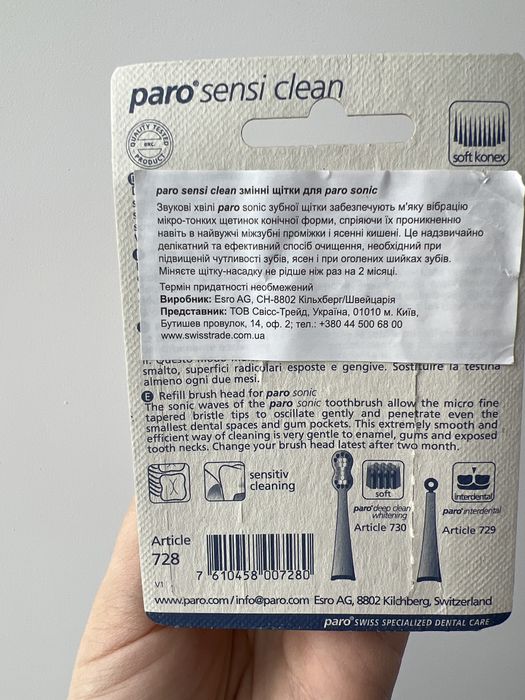 paro® sensi clean
QUALITY TESTED
BRC
PRODUCT
soft konex
paro sensi clean змінні щітки для paro sonic
Звукові хвілі paro sonic зубної щітки забезпечують м'яку вібрацію
мікро-тонких щетинок конічної форми, сприяючи їх проникненню
навіть в найвужчі міжзубні проміжки і ясенні кишені. Це надзвичайно
делікатний та ефективний спосіб очищення, необхідний при
підвищеній чутливості зубів, ясен і при оголених шийках зубів.
Міняєте щітку-насадку не рідше ніж раз на 2 місяці.
Термін придатності необмежений
Виробник: Esro AG, CH-8802 Кільхберг/Швейцарія
Представник: ТОВ Свісс-Трейд, Україна, 01010 м. Київ,
Бутишев провулок, 14, оф. 2; тел.: +380 44 500 68 00
www.swisstrade.com.ua
smalto, superfici radicolari esposte e gengive. Sostituire la testina
almeno ogni due mesi.
E Refill brush head for paro sonic
The sonic waves of the paro sonic toothbrush allow the micro fine
tapered bristle tips to oscillate gently and penetrate even the
smallest dental spaces and gum pockets. This extremely smooth and
efficient way of cleaning is very gentle to enamel, gums and exposed
tooth necks. Change your brush head latest after two month.
sensitiv
cleaning
soft
paro® deep clean
whitening
Article 730
interdental
paro® interdental
Article 729
Article
728
7 610458 007280
V1
www.paro.com / info@paro.com Esro AG, 8802 Kilchberg, Switzerland
paro® SWISS SPECIALIZED DENTAL CARE